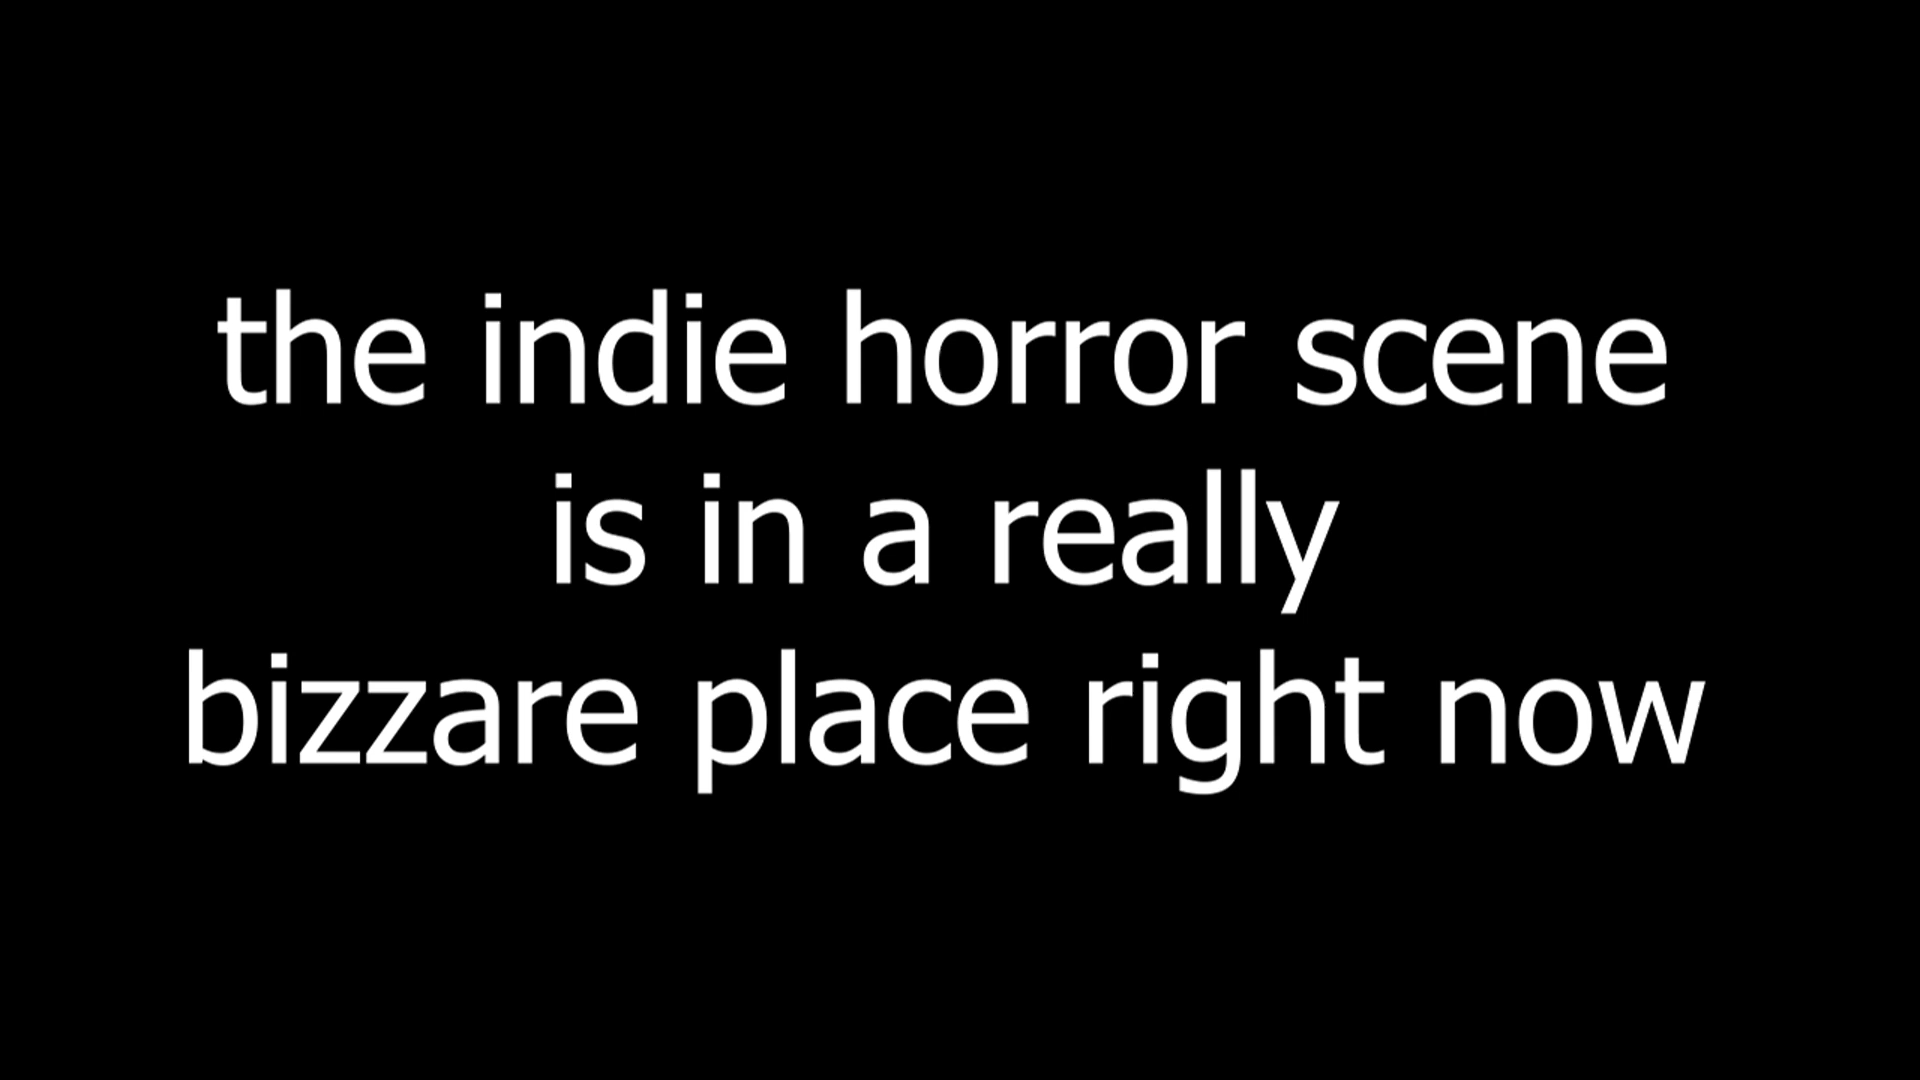 the indie horror scene
is in a really
bizzare place right now